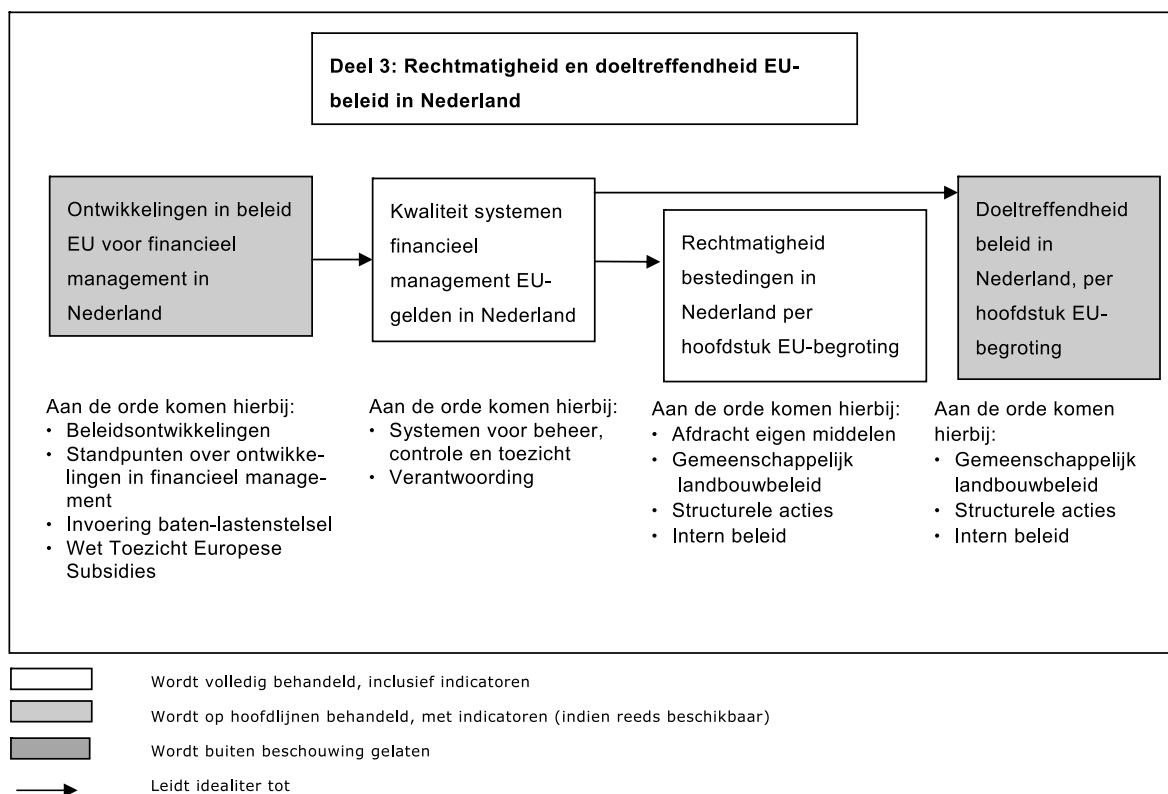 Deel 3: Rechtmatigheid en doeltreffendheid EU-
beleid in Nederland
Ontwikkelingen in beleid
EU voor financieel
management in
Nederland
Kwaliteit systemen
financieel
management EU-
gelden in Nederland
Rechtmatigheid
bestedingen in
Nederland per
hoofdstuk EU-begroting
Doeltreffendheid
beleid in
Nederland, per
hoofdstuk EU-
begroting
Aan de orde komen hierbij:
• Beleidsontwikkelingen
• Standpunten over ontwikke-
lingen in financieel manage-
ment
• Invoering baten-lastenstelsel
• Wet Toezicht Europese
Subsidies
Aan de orde komen hierbij:
• Systemen voor beheer,
controle en toezicht
• Verantwoording
Aan de orde komen hierbij:
• Afdracht eigen middelen
• Gemeenschappelijk
landbouwbeleid
• Structurele acties
• Intern beleid
Aan de orde komen
hierbij:
• Gemeenschappelijk
landbouwbeleid
• Structurele acties
• Intern beleid
Wordt volledig behandeld, inclusief indicatoren
Wordt op hoofdlijnen behandeld, met indicatoren (indien reeds beschikbaar)
Wordt buiten beschouwing gelaten
Leidt idealiter tot